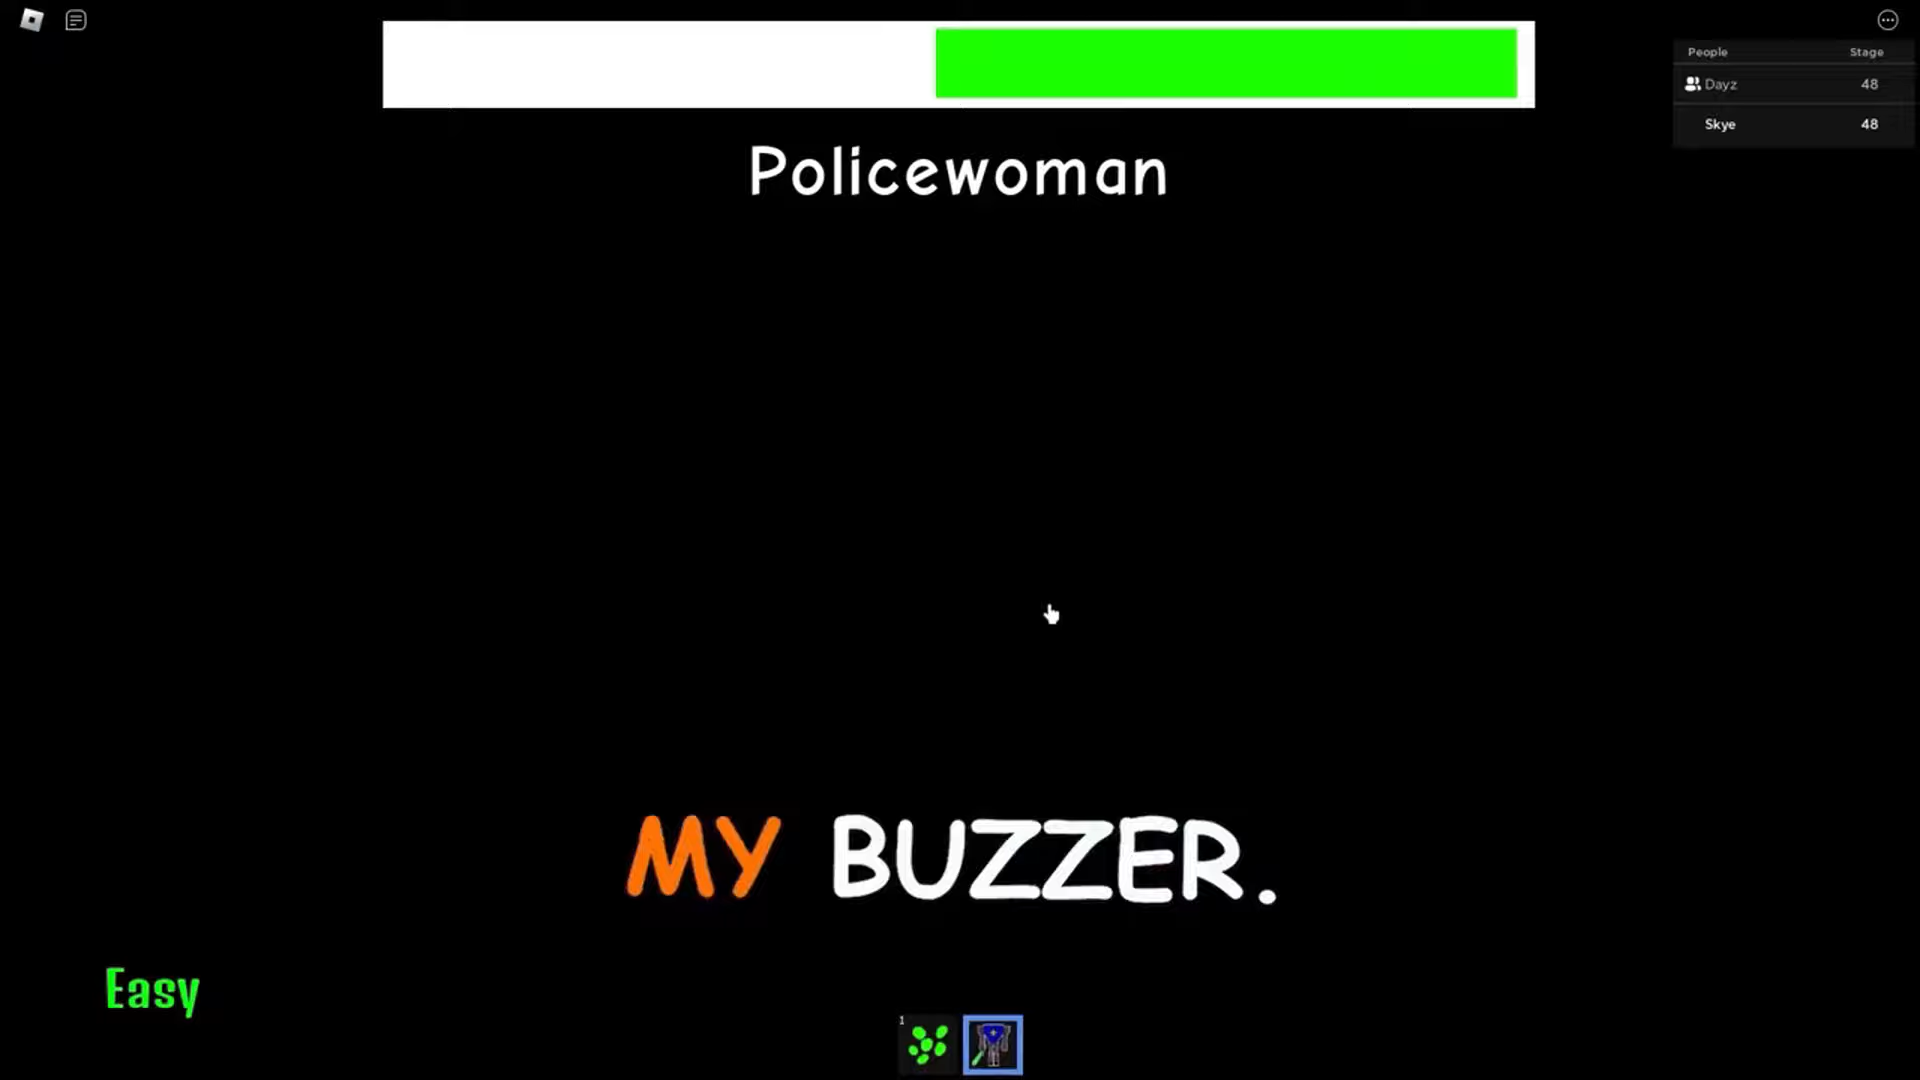 People Stage
Dayz 48
Skye 48
Policewoman
MY BUZZER.
Easy
1